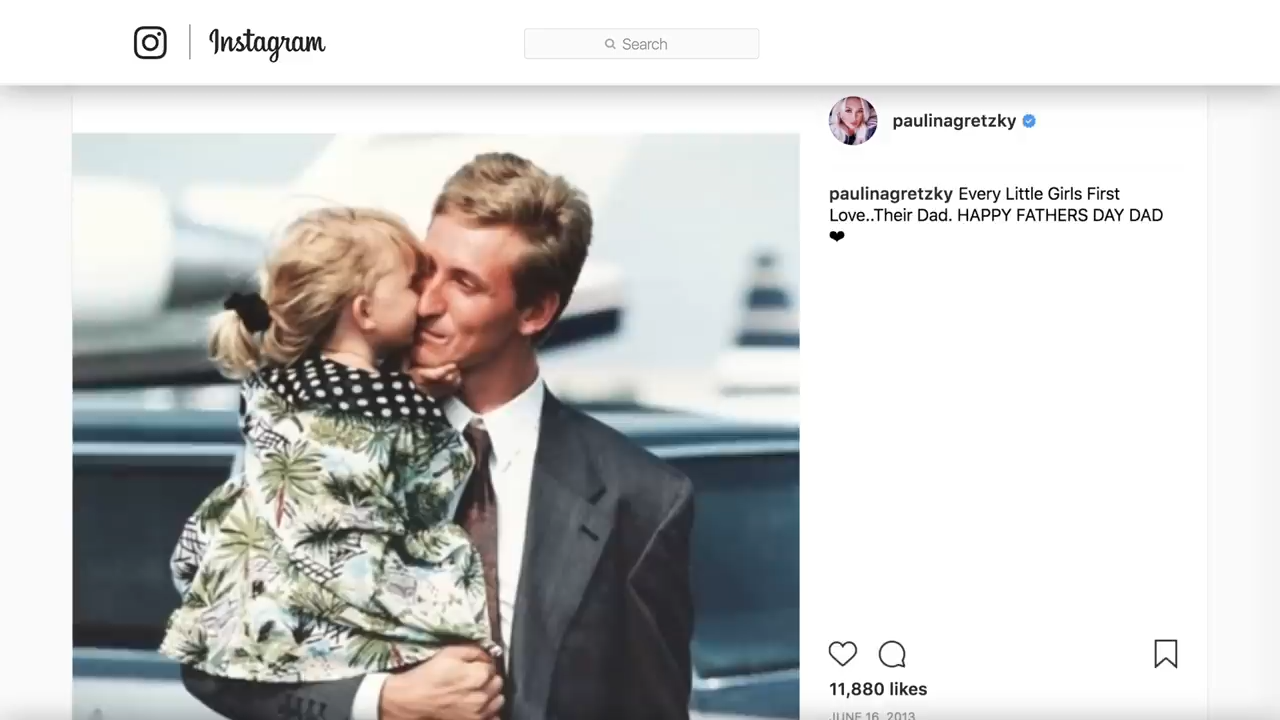 Instagram
Search
paulinagretzky
paulinagretzky Every Little Girls First
Love..Their Dad. HAPPY FATHERS DAY DAD
❤
11,880 likes
JUNE 16, 2013